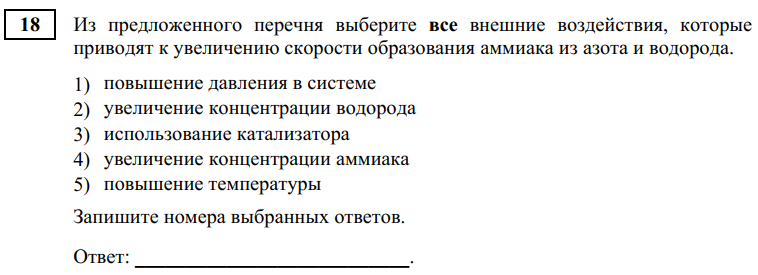 18 Из предложенного перечня выберите все внешние воздействия, которые
приводят к увеличению скорости образования аммиака из азота и водорода.
1) повышение давления в системе
2) увеличение концентрации водорода
3) использование катализатора
4) увеличение концентрации аммиака
5) повышение температуры
Запишите номера выбранных ответов.
Ответ: ___________________________.